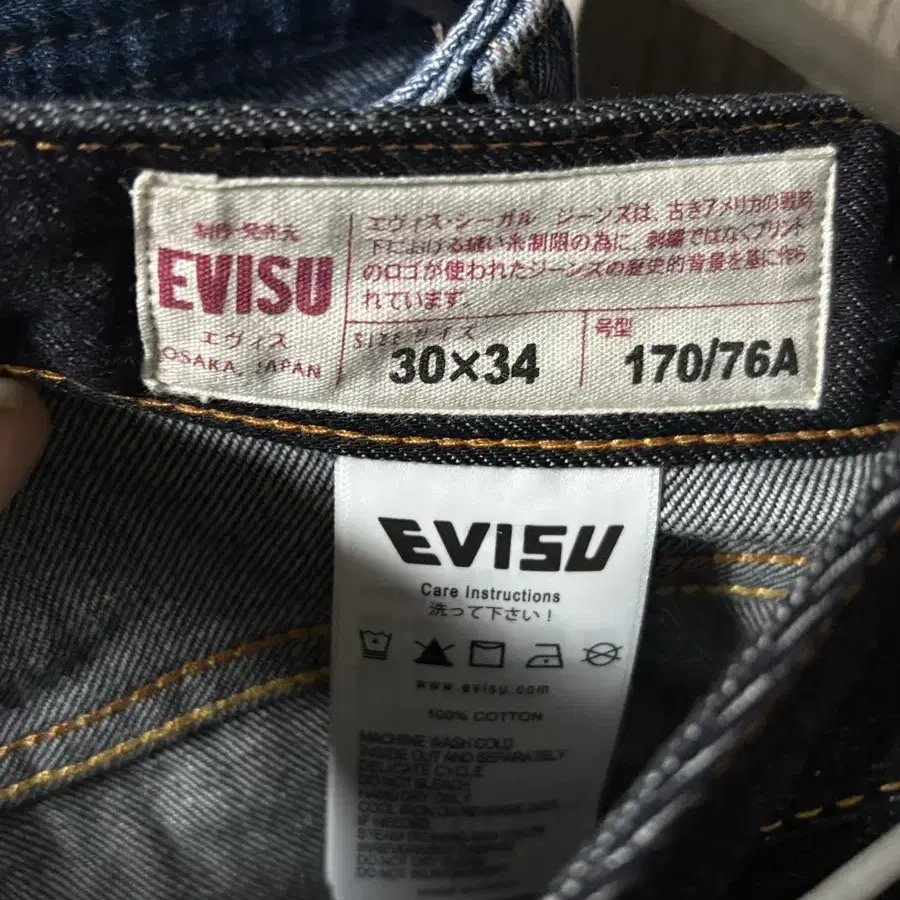 制作・発売元
EVISU
エヴィス
OSAKA, JAPAN
エヴィス・シーガル ジーンズは、古きアメリカの戦時
下における縫い糸制限の為に、刺繍ではなくプリント
のロゴが使われたジーンズの歴史的背景を基に作ら
れています。
SIZE サイズ
30×34
号型
170/76A
EVISU
Care Instructions
洗って下さい!
www.evisu.com
100% COTTON
MACHINE WASH COLD
INSIDE OUT AND SEPARATELY
DELICATE CYCLE
DO NOT BLEACH
IF NEEDED